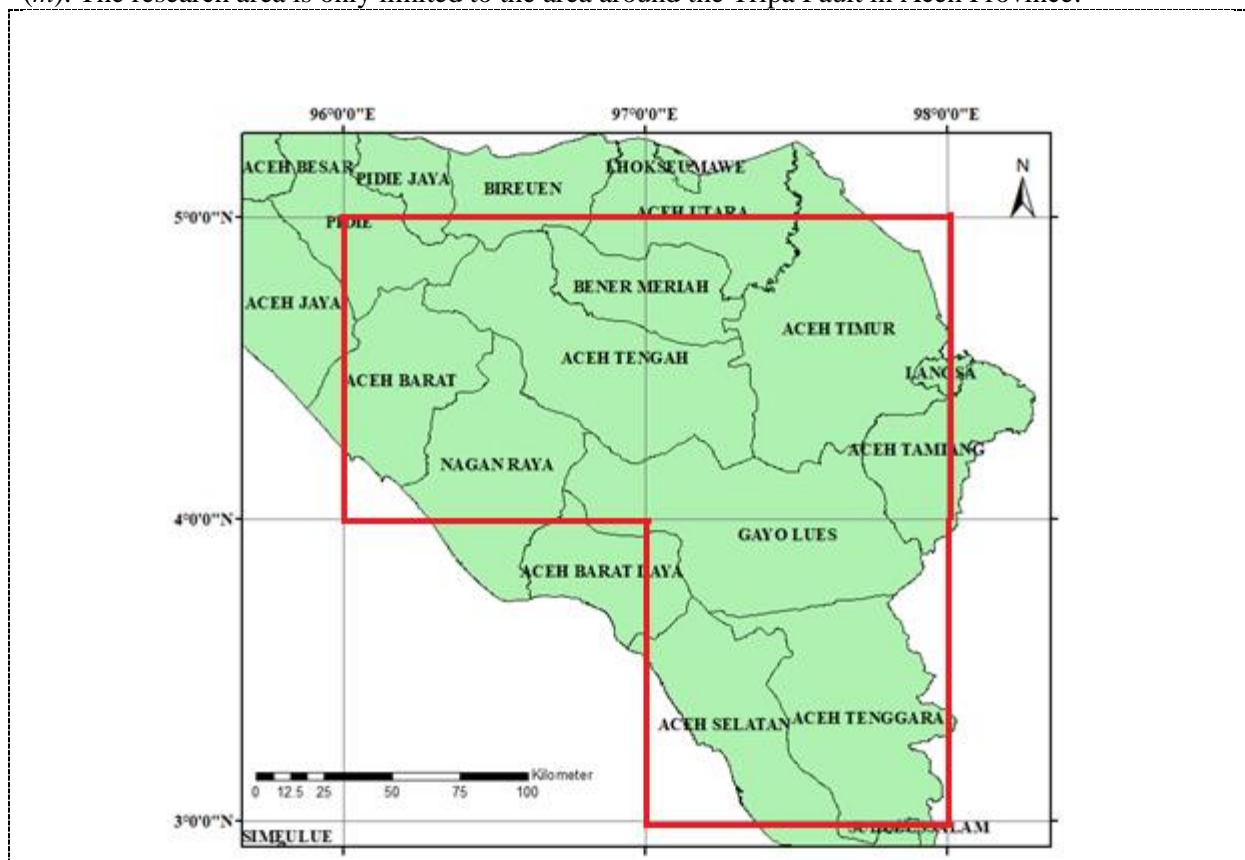 (m). The research area is only limited to the area around the Tripa Fault in Aceh Province.
96°0'0"E 97°0'0"E 98°0'0"E
N
ACEH BESAR
LHOKSEUMAWE
PIDIE JAYA
BIREUEN
ACEH UTARA
5°0'0"N
PIDIE
BENER MERIAH
ACEH JAYA
ACEH TIMUR
ACEH TENGAH
LANGSA
ACEH BARAT
ACEH TAMIANG
NAGAN RAYA
4°0'0"N
GAYO LUES
ACEH BARAT DAYA
ACEH SELATAN
ACEH TENGGARA
Kilometer
0 12.5 25 50 75 100
3°0'0"N
SUBULUSSALAM
SIMEULUE